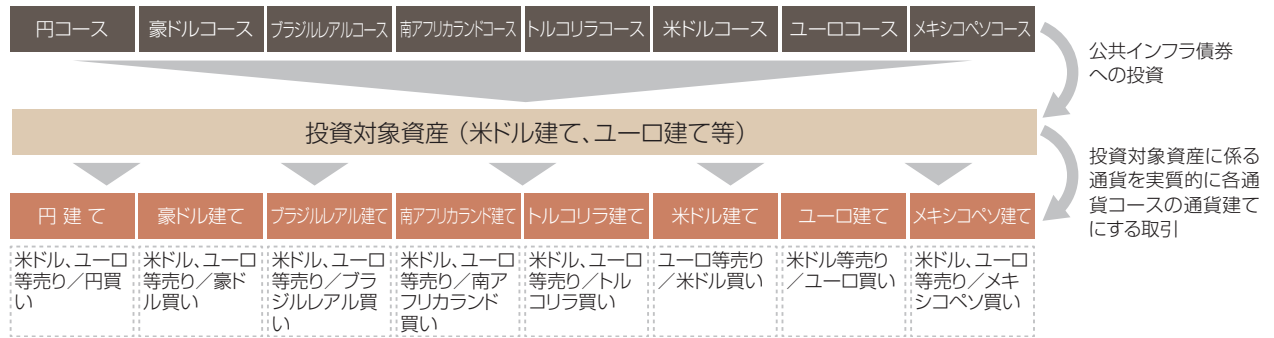 円コース 豪ドルコース ブラジルレアルコース 南アフリカランドコース トルコリラコース 米ドルコース ユーロコース メキシコペソコース
公共インフラ債券
への投資
投資対象資産（米ドル建て、ユーロ建て等）
投資対象資産に係る
通貨を実質的に各通
貨コースの通貨建て
にする取引
円建て 豪ドル建て ブラジルレアル建て 南アフリカランド建て トルコリラ建て 米ドル建て ユーロ建て メキシコペソ建て
米ドル、ユーロ
等売り／円買
い
米ドル、ユーロ
等売り／豪ド
ル買い
米ドル、ユーロ
等売り／ブラ
ジルレアル買
い
米ドル、ユーロ
等売り／南ア
フリカランド
買い
米ドル、ユーロ
等売り／トル
コリラ買い
ユーロ等売り
／米ドル買い
米ドル等売り
／ユーロ買い
米ドル、ユーロ
等売り／メキ
シコペソ買い